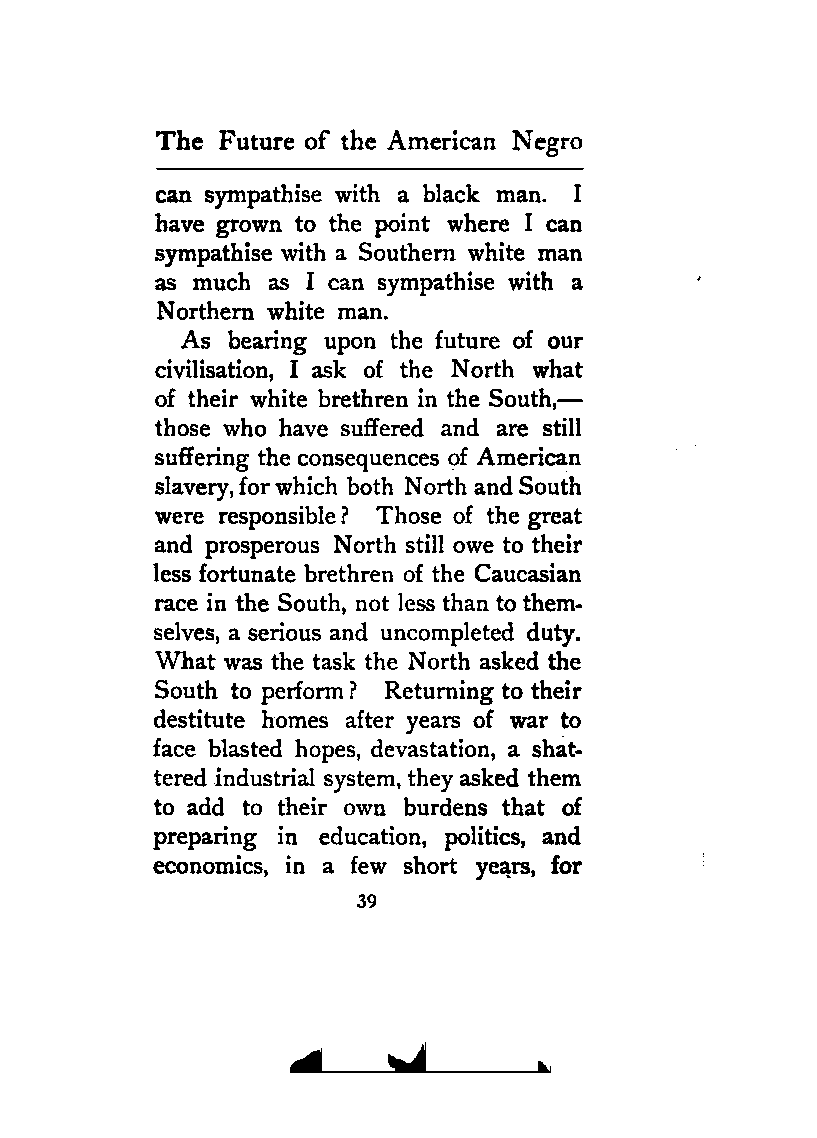 The Future of the American Negro
can sympathise with a black man. I
have grown to the point where I can
sympathise with a Southern white man
as much as I can sympathise with a
Northern white man.
As bearing upon the future of our
civilisation, I ask of the North what
of their white brethren in the South,—
those who have suffered and are still
suffering the consequences of American
slavery, for which both North and South
were responsible? Those of the great
and prosperous North still owe to their
less fortunate brethren of the Caucasian
race in the South, not less than to them-
selves, a serious and uncompleted duty.
What was the task the North asked the
South to perform? Returning to their
destitute homes after years of war to
face blasted hopes, devastation, a shat-
tered industrial system, they asked them
to add to their own burdens that of
preparing in education, politics, and
economics, in a few short years, for
39